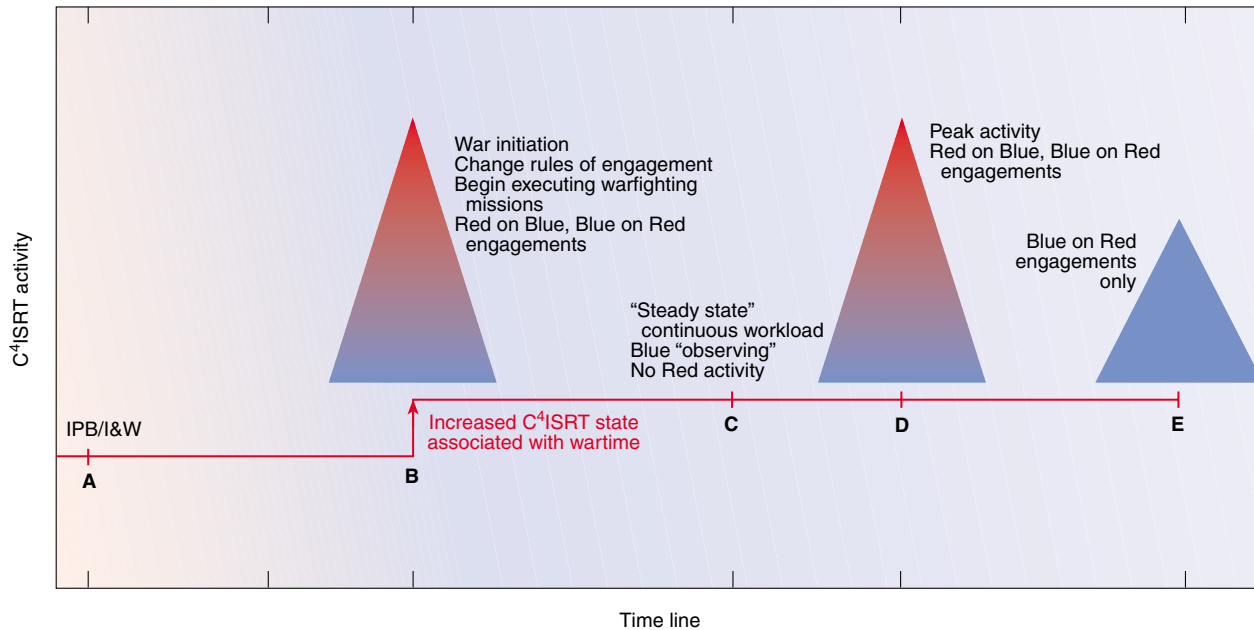 C⁴ISRT activity
War initiation
Change rules of engagement
Begin executing warfighting
missions
Red on Blue, Blue on Red
engagements
Peak activity
Red on Blue, Blue on Red
engagements
Blue on Red
engagements
only
“Steady state”
continuous workload
Blue “observing”
No Red activity
IPB/I&W
Increased C⁴ISRT state
associated with wartime
A
B
C
D
E
Time line